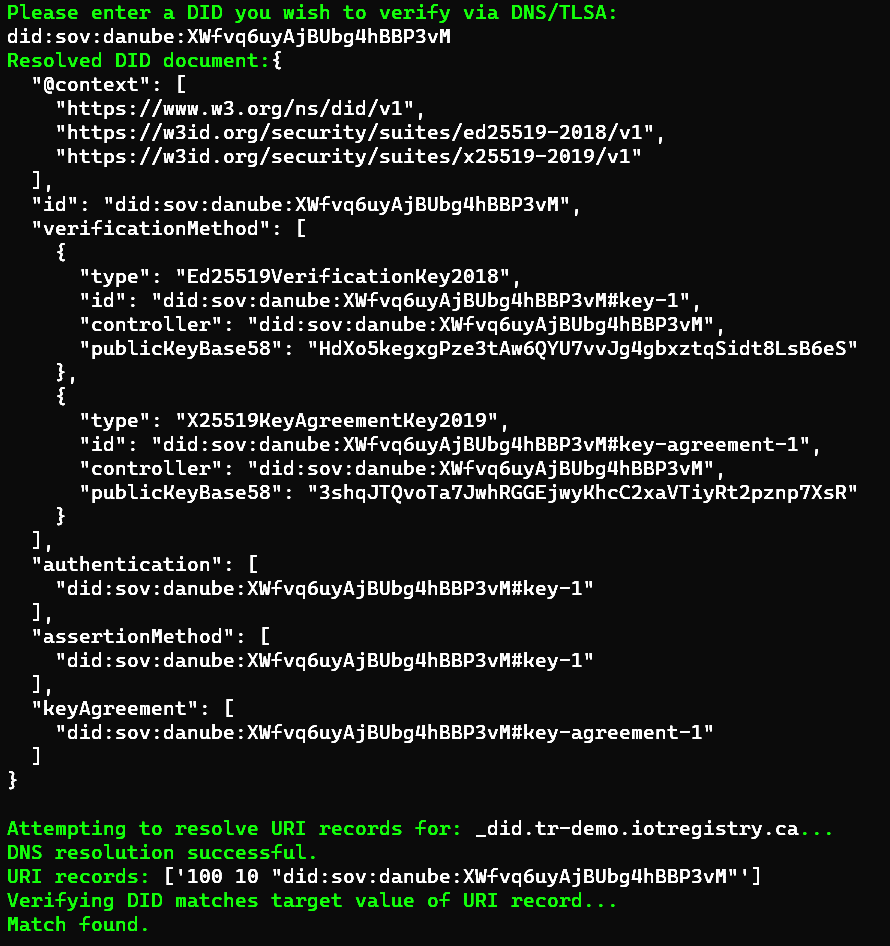 Please enter a DID you wish to verify via DNS/TLSA:
did:sov:danube:XWfvq6uyAjBUbg4hBBP3vM
Resolved DID document:{
  "@context": [
    "https://www.w3.org/ns/did/v1",
    "https://w3id.org/security/suites/ed25519-2018/v1",
    "https://w3id.org/security/suites/x25519-2019/v1"
  ],
  "id": "did:sov:danube:XWfvq6uyAjBUbg4hBBP3vM",
  "verificationMethod": [
    {
      "type": "Ed25519VerificationKey2018",
      "id": "did:sov:danube:XWfvq6uyAjBUbg4hBBP3vM#key-1",
      "controller": "did:sov:danube:XWfvq6uyAjBUbg4hBBP3vM",
      "publicKeyBase58": "HdXo5kegxgPze3tAw6QYU7vvJg4gbxztqSidt8LsB6eS"
    },
    {
      "type": "X25519KeyAgreementKey2019",
      "id": "did:sov:danube:XWfvq6uyAjBUbg4hBBP3vM#key-agreement-1",
      "controller": "did:sov:danube:XWfvq6uyAjBUbg4hBBP3vM",
      "publicKeyBase58": "3shqJTQvoTa7JwhRGGEjwyKhcC2xaVTiyRt2pznp7XsR"
    }
  ],
  "authentication": [
    "did:sov:danube:XWfvq6uyAjBUbg4hBBP3vM#key-1"
  ],
  "assertionMethod": [
    "did:sov:danube:XWfvq6uyAjBUbg4hBBP3vM#key-1"
  ],
  "keyAgreement": [
    "did:sov:danube:XWfvq6uyAjBUbg4hBBP3vM#key-agreement-1"
  ]
}

Attempting to resolve URI records for: _did.tr-demo.iotregistry.ca...
DNS resolution successful.
URI records: ['100 10 "did:sov:danube:XWfvq6uyAjBUbg4hBBP3vM"']
Verifying DID matches target value of URI record...
Match found.